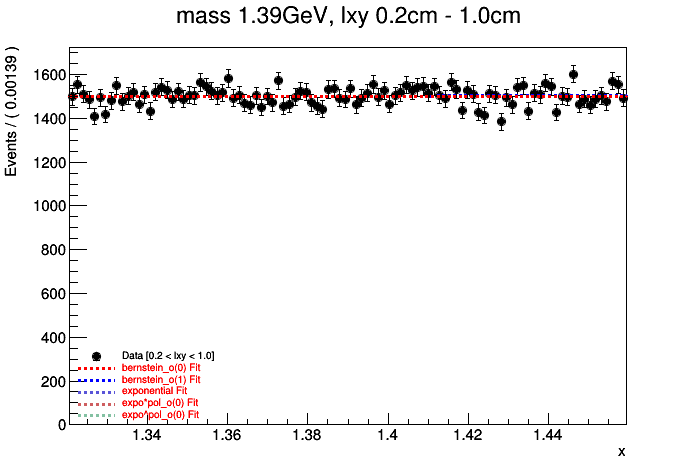 mass 1.39GeV, lxy 0.2cm - 1.0cm
Events / ( 0.00139 )
1600
1400
1200
1000
800
600
400
200
0
Data [0.2 < lxy < 1.0]
bernstein_o(0) Fit
bernstein_o(1) Fit
exponential Fit
expo*pol_o(0) Fit
expo^pol_o(0) Fit
1.34
1.36
1.38
1.4
1.42
1.44
x